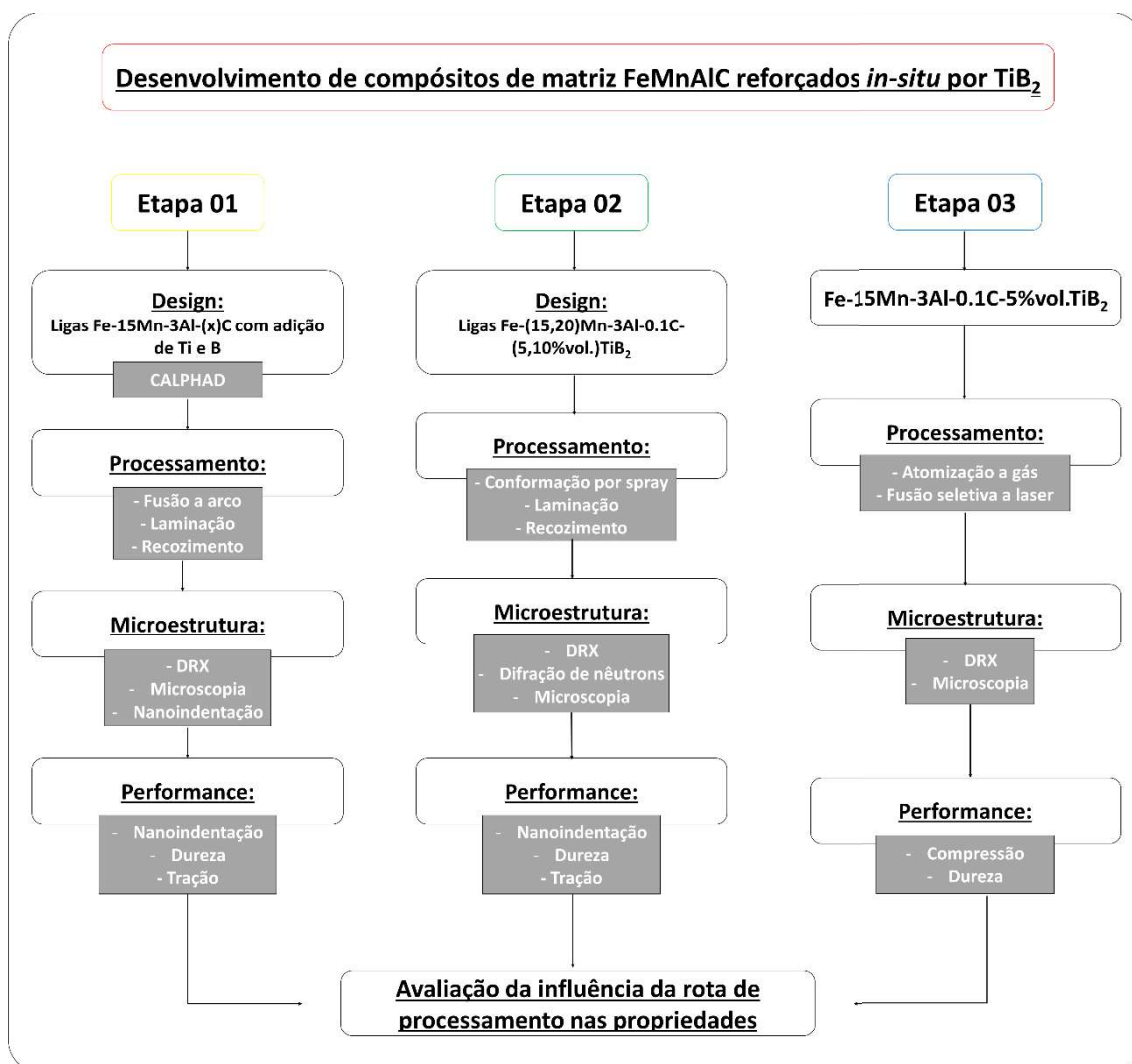 Desenvolvimento de compósitos de matriz FeMnAlC reforçados in-situ por TiB₂
Etapa 01
Design:
Ligas Fe-15Mn-3Al-(x)C com adição
de Ti e B
CALPHAD
Processamento:
- Fusão a arco
- Laminação
- Recozimento
Microestrutura:
- DRX
- Microscopia
- Nanoindentação
Performance:
- Nanoindentação
- Dureza
- Tração
Etapa 02
Design:
Ligas Fe-(15,20)Mn-3Al-0.1C-
(5,10%vol.)TiB₂
Processamento:
- Conformação por spray
- Laminação
- Recozimento
Microestrutura:
- DRX
- Difração de nêutrons
- Microscopia
Performance:
- Nanoindentação
- Dureza
- Tração
Etapa 03
Fe-15Mn-3Al-0.1C-5%vol.TiB₂
Processamento:
- Atomização a gás
- Fusão seletiva a laser
Microestrutura:
- DRX
- Microscopia
Performance:
- Compressão
- Dureza
Avaliação da influência da rota de
processamento nas propriedades